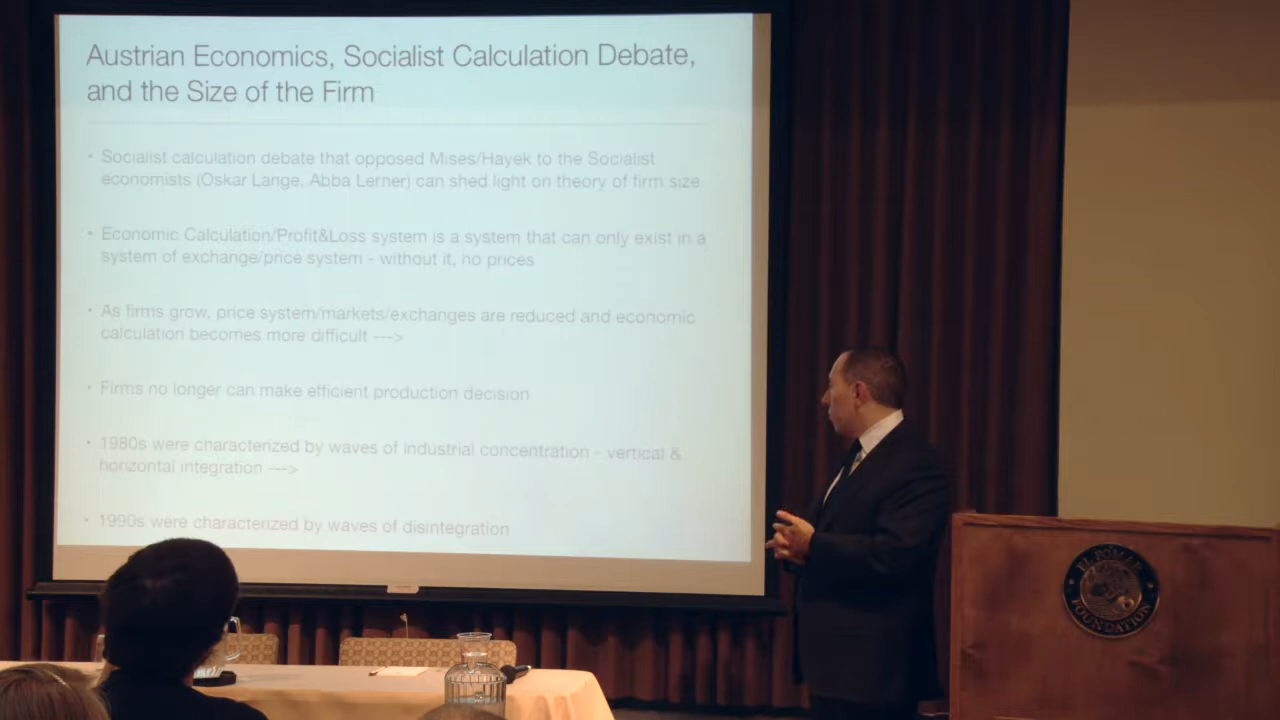 Austrian Economics, Socialist Calculation Debate,
and the Size of the Firm
• Socialist calculation debate that opposed Mises/Hayek to the Socialist
economists (Oskar Lange, Abba Lerner) can shed light on theory of firm size
• Economic Calculation/Profit&Loss system is a system that can only exist in a
system of exchange/price system - without it, no prices
• As firms grow, price system/markets/exchanges are reduced and economic
calculation becomes more difficult --->
• Firms no longer can make efficient production decision
• 1980s were characterized by waves of industrial concentration - vertical &
horizontal integration --->
• 1990s were characterized by waves of disintegration
EL POMAR
FOUNDATION